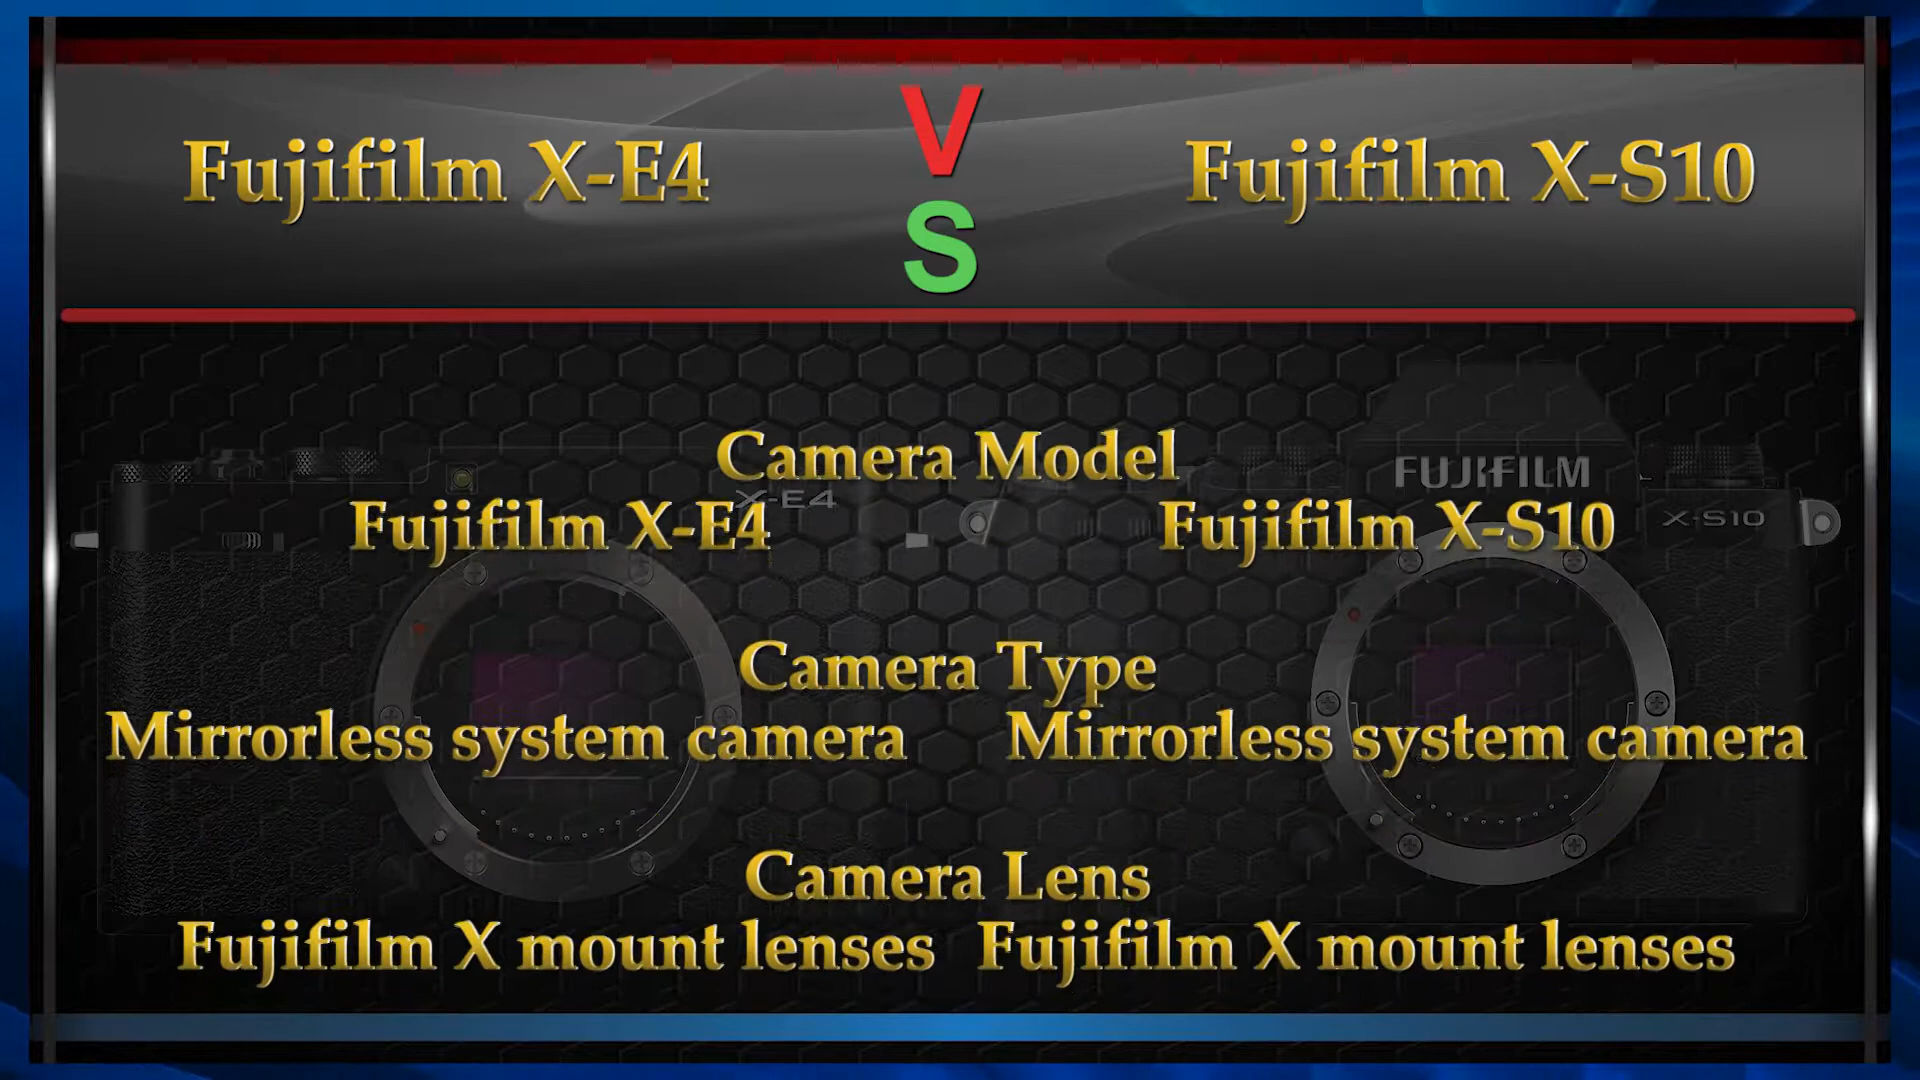 Fujifilm X-E4
V
S
Fujifilm X-S10
Camera Model
Fujifilm X-E4
Fujifilm X-S10
X-E4
FUJIFILM
X-S10
Camera Type
Mirrorless system camera
Mirrorless system camera
Camera Lens
Fujifilm X mount lenses
Fujifilm X mount lenses